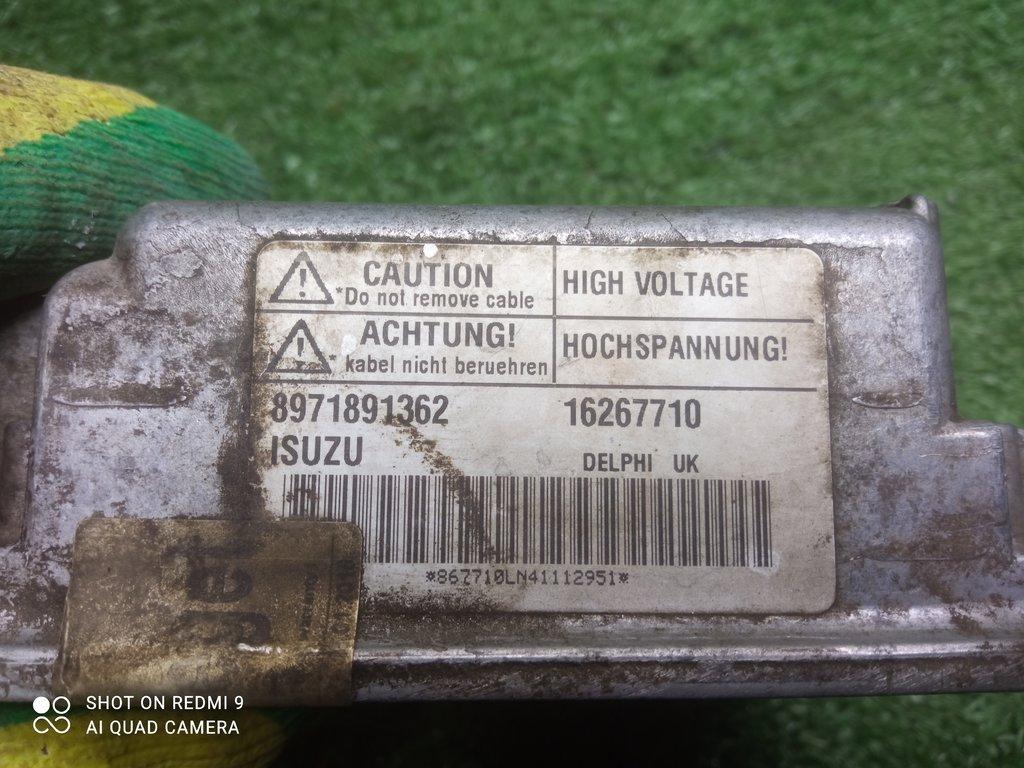 CAUTION
*Do not remove cable
HIGH VOLTAGE
ACHTUNG!
* kabel nicht beruehren
HOCHSPANNUNG!
8971891362
16267710
ISUZU
DELPHI UK
*867710LN41112951*
SHOT ON REDMI 9
AI QUAD CAMERA